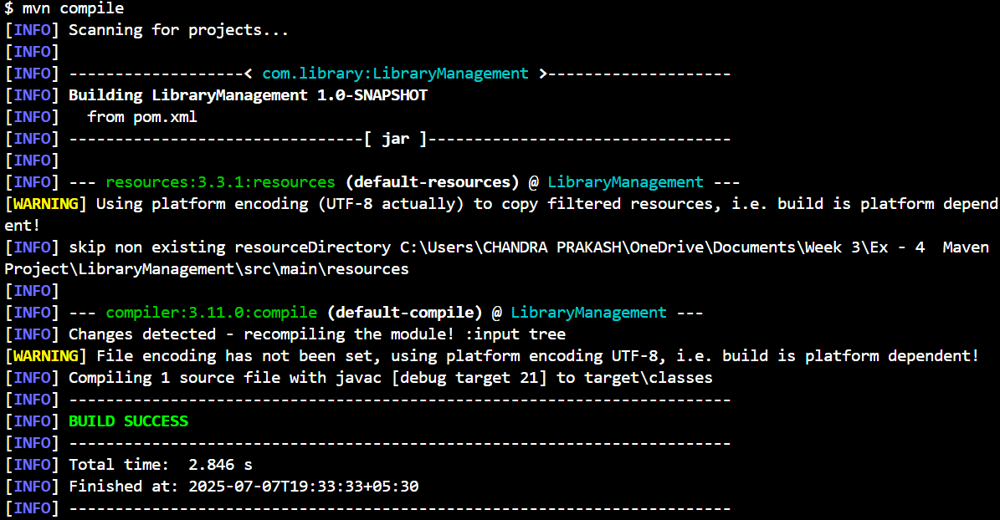 $ mvn compile
[INFO] Scanning for projects...
[INFO]
[INFO] -------------------< com.library:LibraryManagement >--------------------
[INFO] Building LibraryManagement 1.0-SNAPSHOT
[INFO]   from pom.xml
[INFO] --------------------------------[ jar ]---------------------------------
[INFO]
[INFO] --- resources:3.3.1:resources (default-resources) @ LibraryManagement ---
[WARNING] Using platform encoding (UTF-8 actually) to copy filtered resources, i.e. build is platform depend
ent!
[INFO] skip non existing resourceDirectory C:\Users\CHANDRA PRAKASH\OneDrive\Documents\Week 3\Ex - 4  Maven
Project\LibraryManagement\src\main\resources
[INFO]
[INFO] --- compiler:3.11.0:compile (default-compile) @ LibraryManagement ---
[INFO] Changes detected - recompiling the module! :input tree
[WARNING] File encoding has not been set, using platform encoding UTF-8, i.e. build is platform dependent!
[INFO] Compiling 1 source file with javac [debug target 21] to target\classes
[INFO] ------------------------------------------------------------------------
[INFO] BUILD SUCCESS
[INFO] ------------------------------------------------------------------------
[INFO] Total time:  2.846 s
[INFO] Finished at: 2025-07-07T19:33:33+05:30
[INFO] ------------------------------------------------------------------------